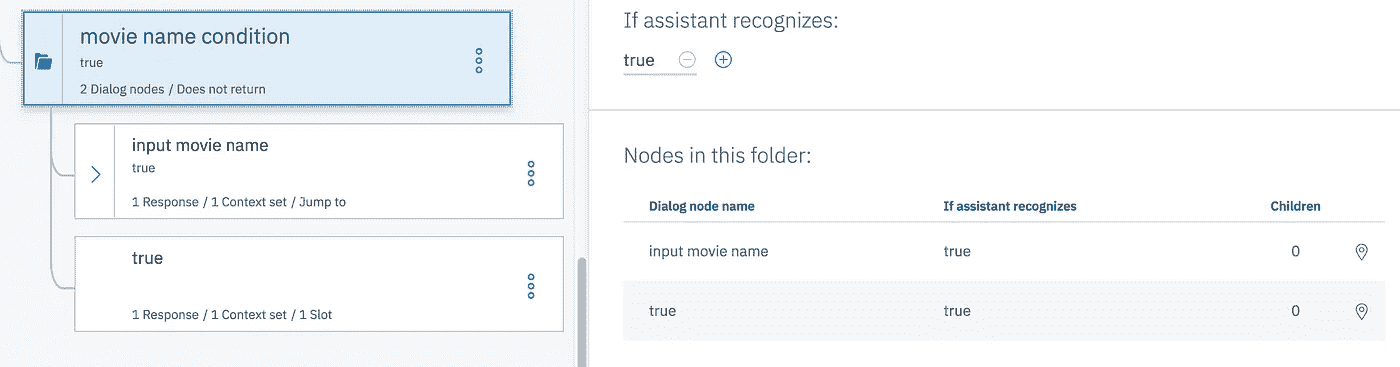 movie name condition
true
2 Dialog nodes / Does not return
input movie name
true
1 Response / 1 Context set / Jump to
true
1 Response / 1 Context set / 1 Slot
If assistant recognizes:
true
Nodes in this folder:
Dialog node name If assistant recognizes Children
input movie name true 0
true true 0